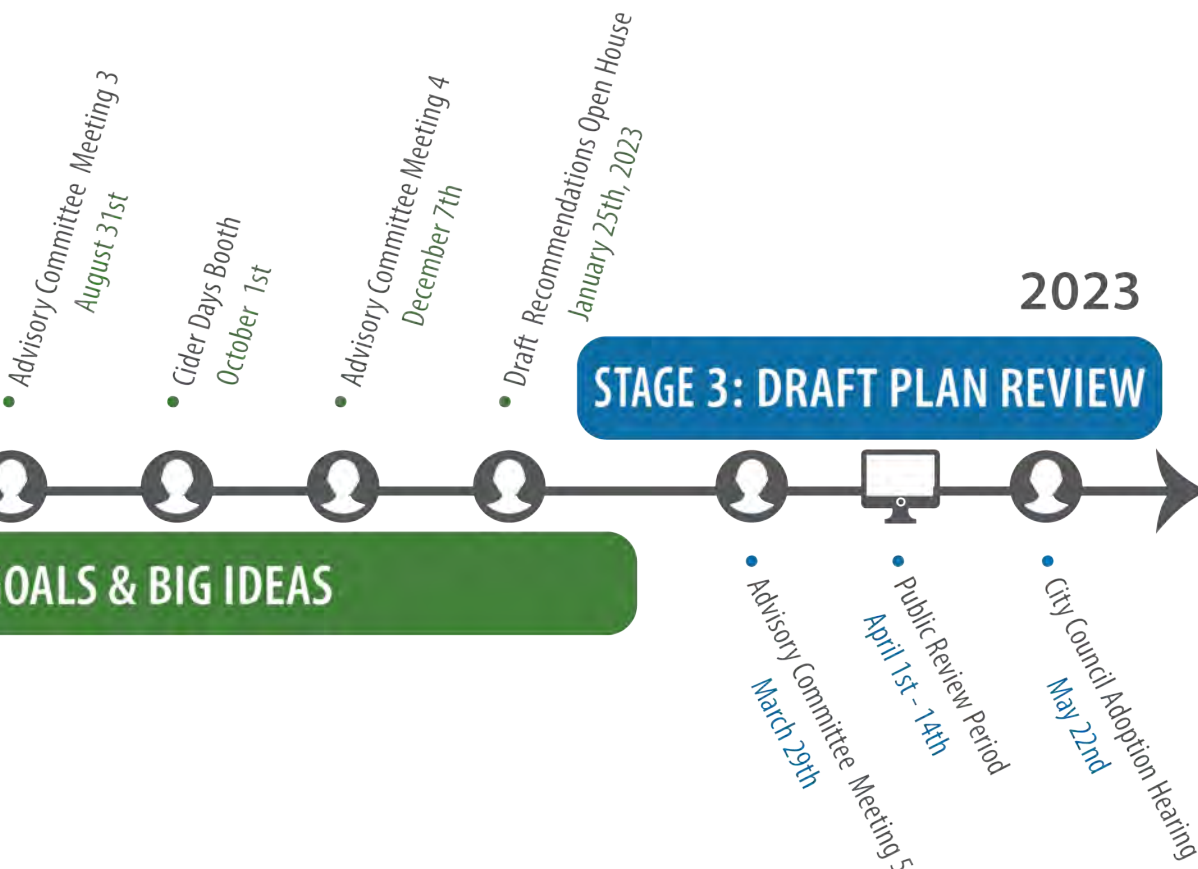 Advisory Committee Meeting 3
August 31st
Cider Days Booth
October 1st
Advisory Committee Meeting 4
December 7th
Draft Recommendations Open House
January 25th, 2023
2023
STAGE 3: DRAFT PLAN REVIEW
OALS & BIG IDEAS
Advisory Committee Meeting 5
March 29th
Public Review Period
April 1st - 14th
City Council Adoption Hearing
May 22nd